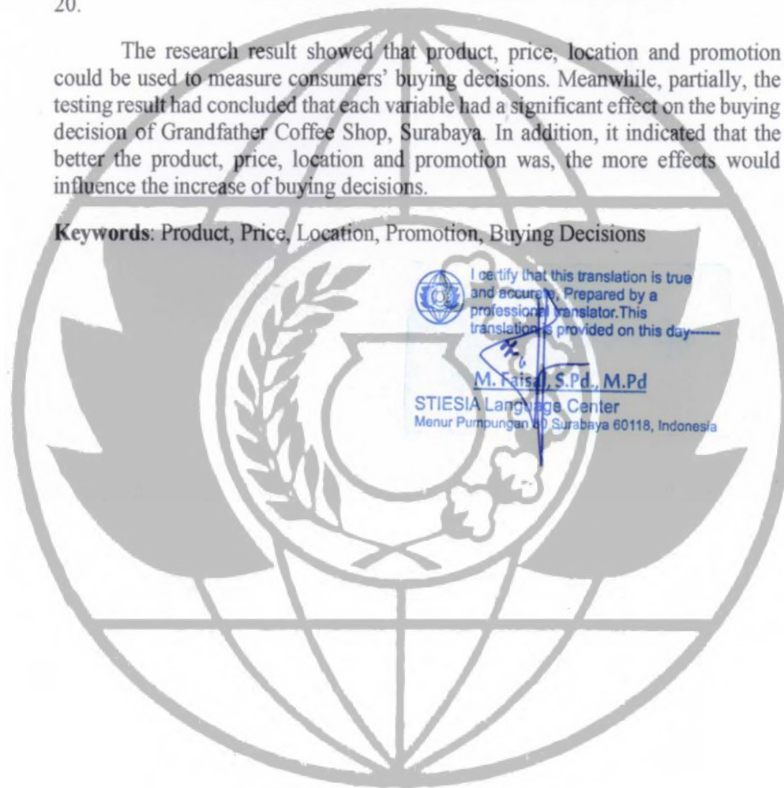 20.
The research result showed that product, price, location and promotion
could be used to measure consumers' buying decisions. Meanwhile, partially, the
testing result had concluded that each variable had a significant effect on the buying
decision of Grandfather Coffee Shop, Surabaya. In addition, it indicated that the
better the product, price, location and promotion was, the more effects would
influence the increase of buying decisions.
Keywords: Product, Price, Location, Promotion, Buying Decisions
I certify that this translation is true
and accurate, Prepared by a
professional translator.This
translation is provided on this day------
M. Faisal, S.Pd., M.Pd
STIESIA Language Center
Menur Pumpungan 30 Surabaya 60118, Indonesia